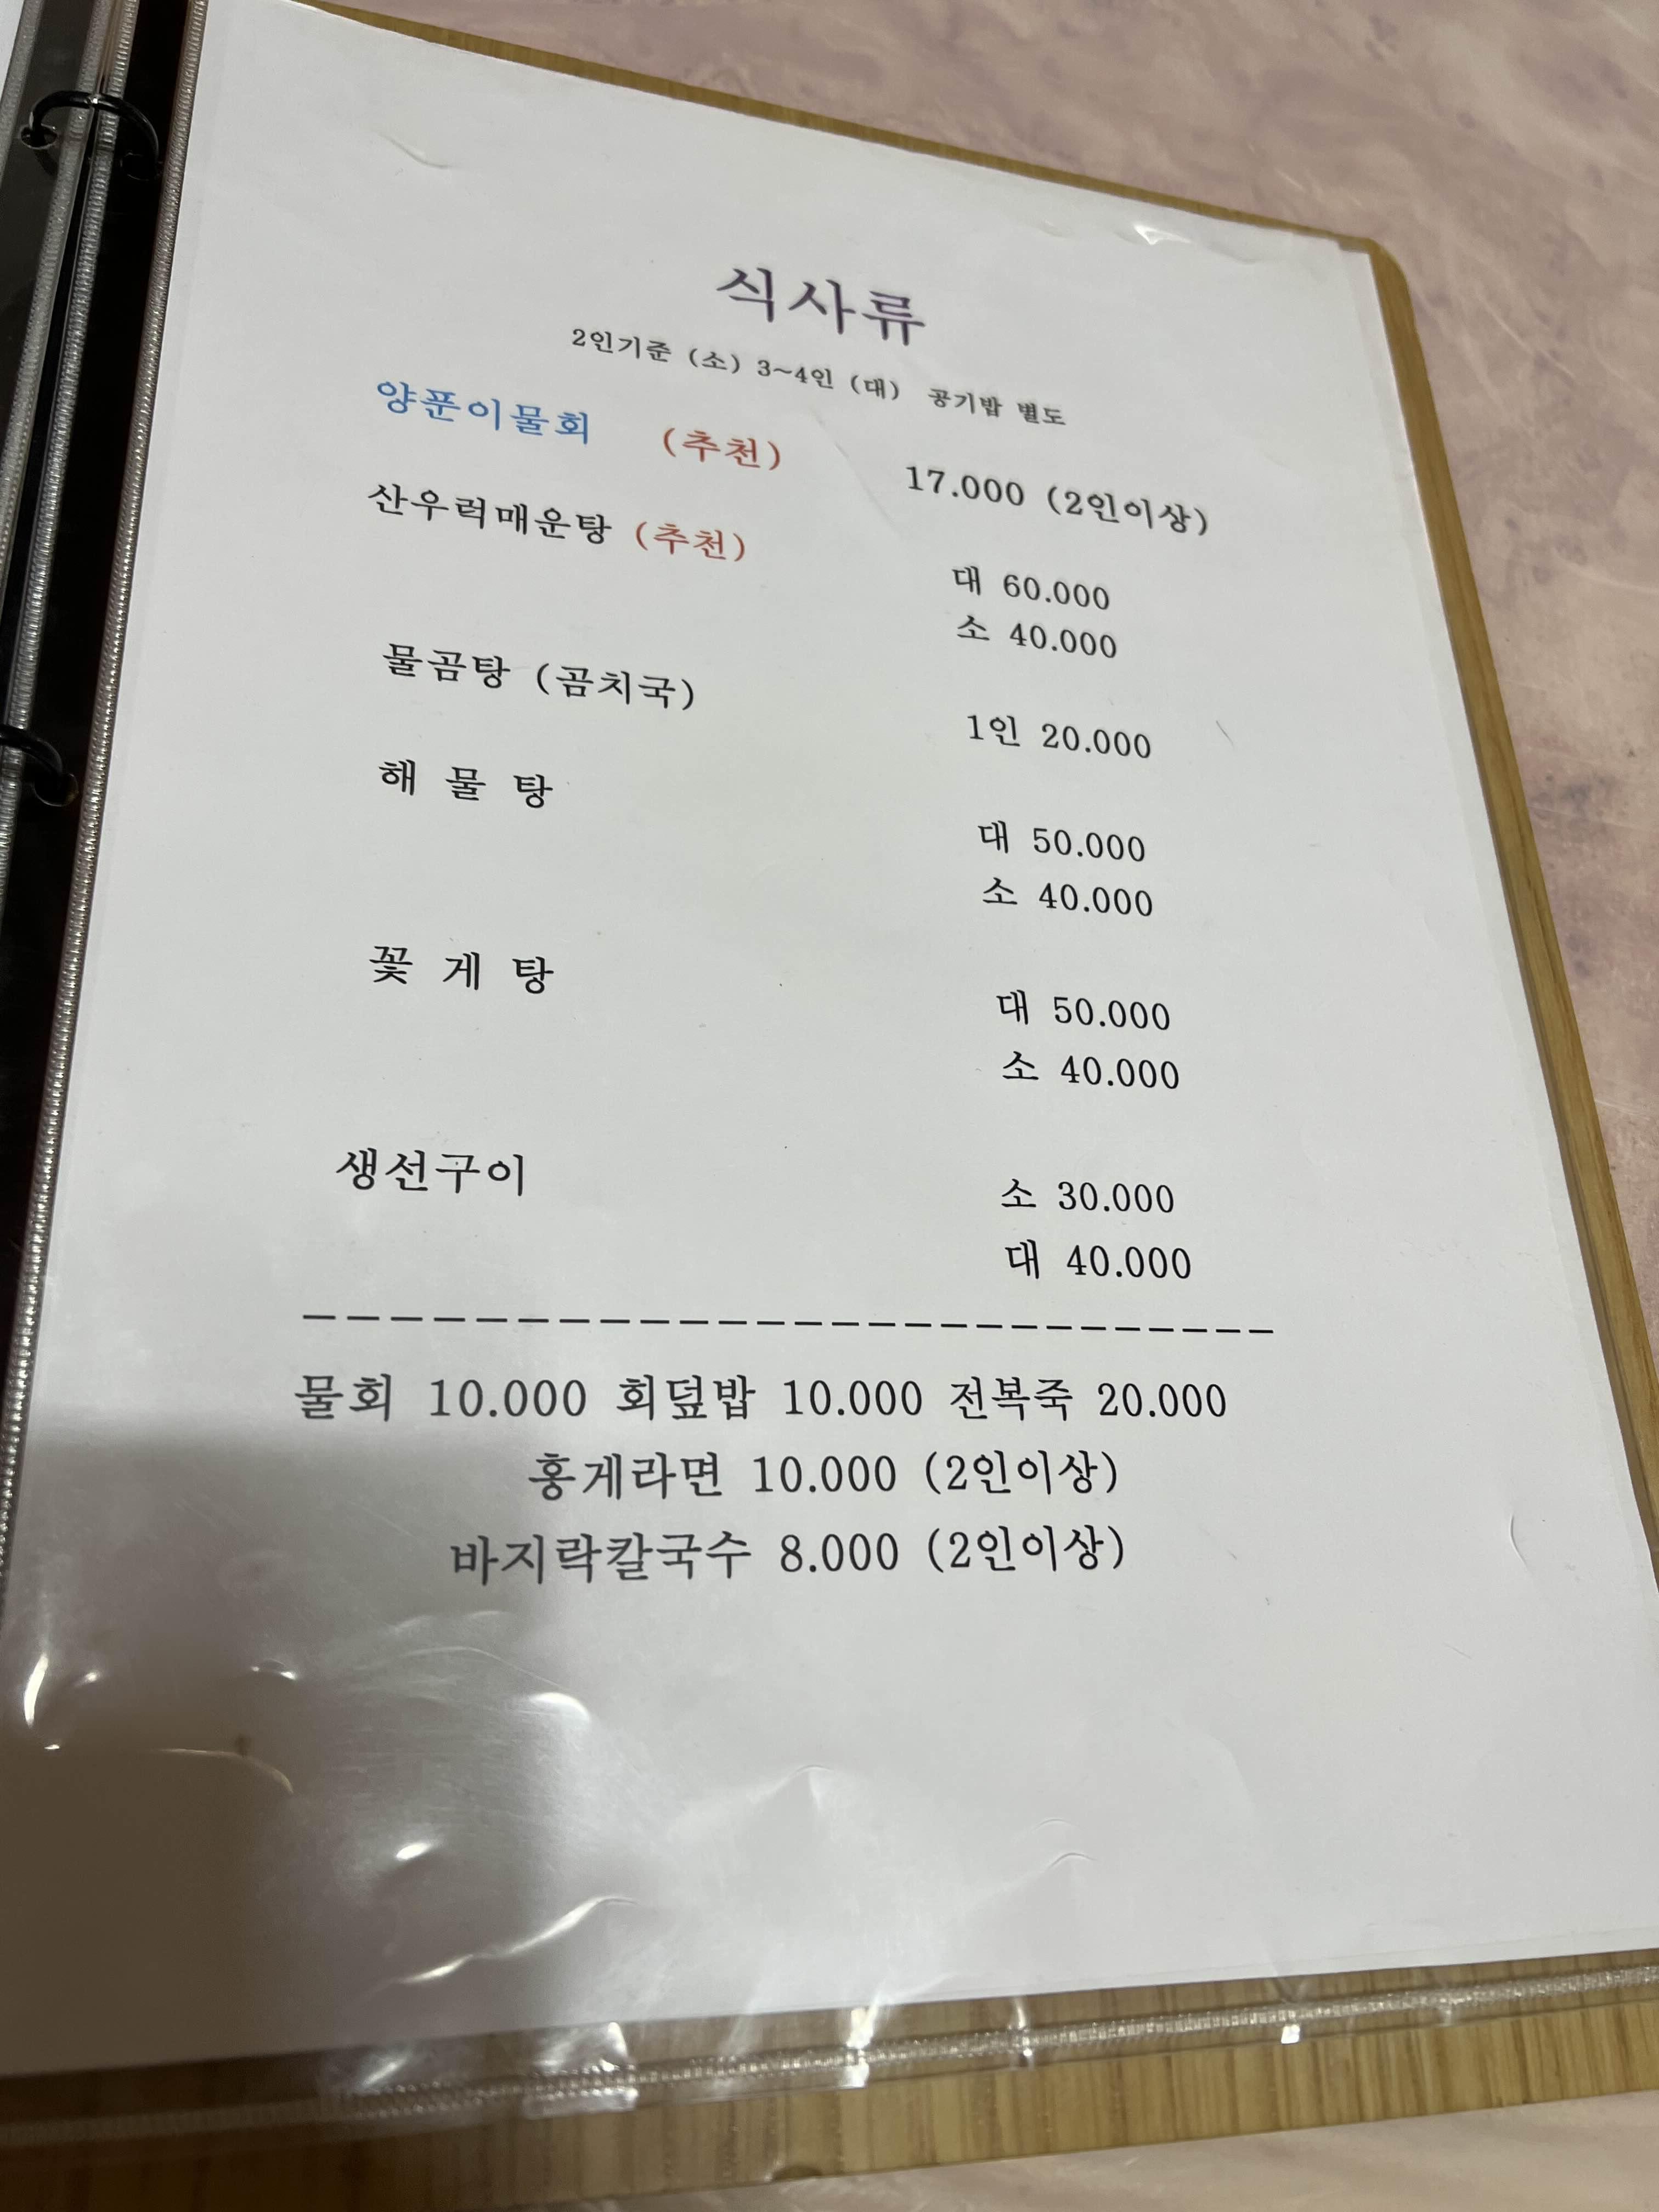 식사류
2인기준 (소) 3~4인 (대) 공기밥 별도
양푼이물회 (추천) 17.000 (2인이상)
산우럭매운탕 (추천) 대 60.000
소 40.000
물곰탕 (곰치국) 1인 20.000
해 물 탕 대 50.000
소 40.000
꽃 게 탕 대 50.000
소 40.000
생선구이 소 30.000
대 40.000
물회 10.000 회덮밥 10.000 전복죽 20.000
홍게라면 10.000 (2인이상)
바지락칼국수 8.000 (2인이상)